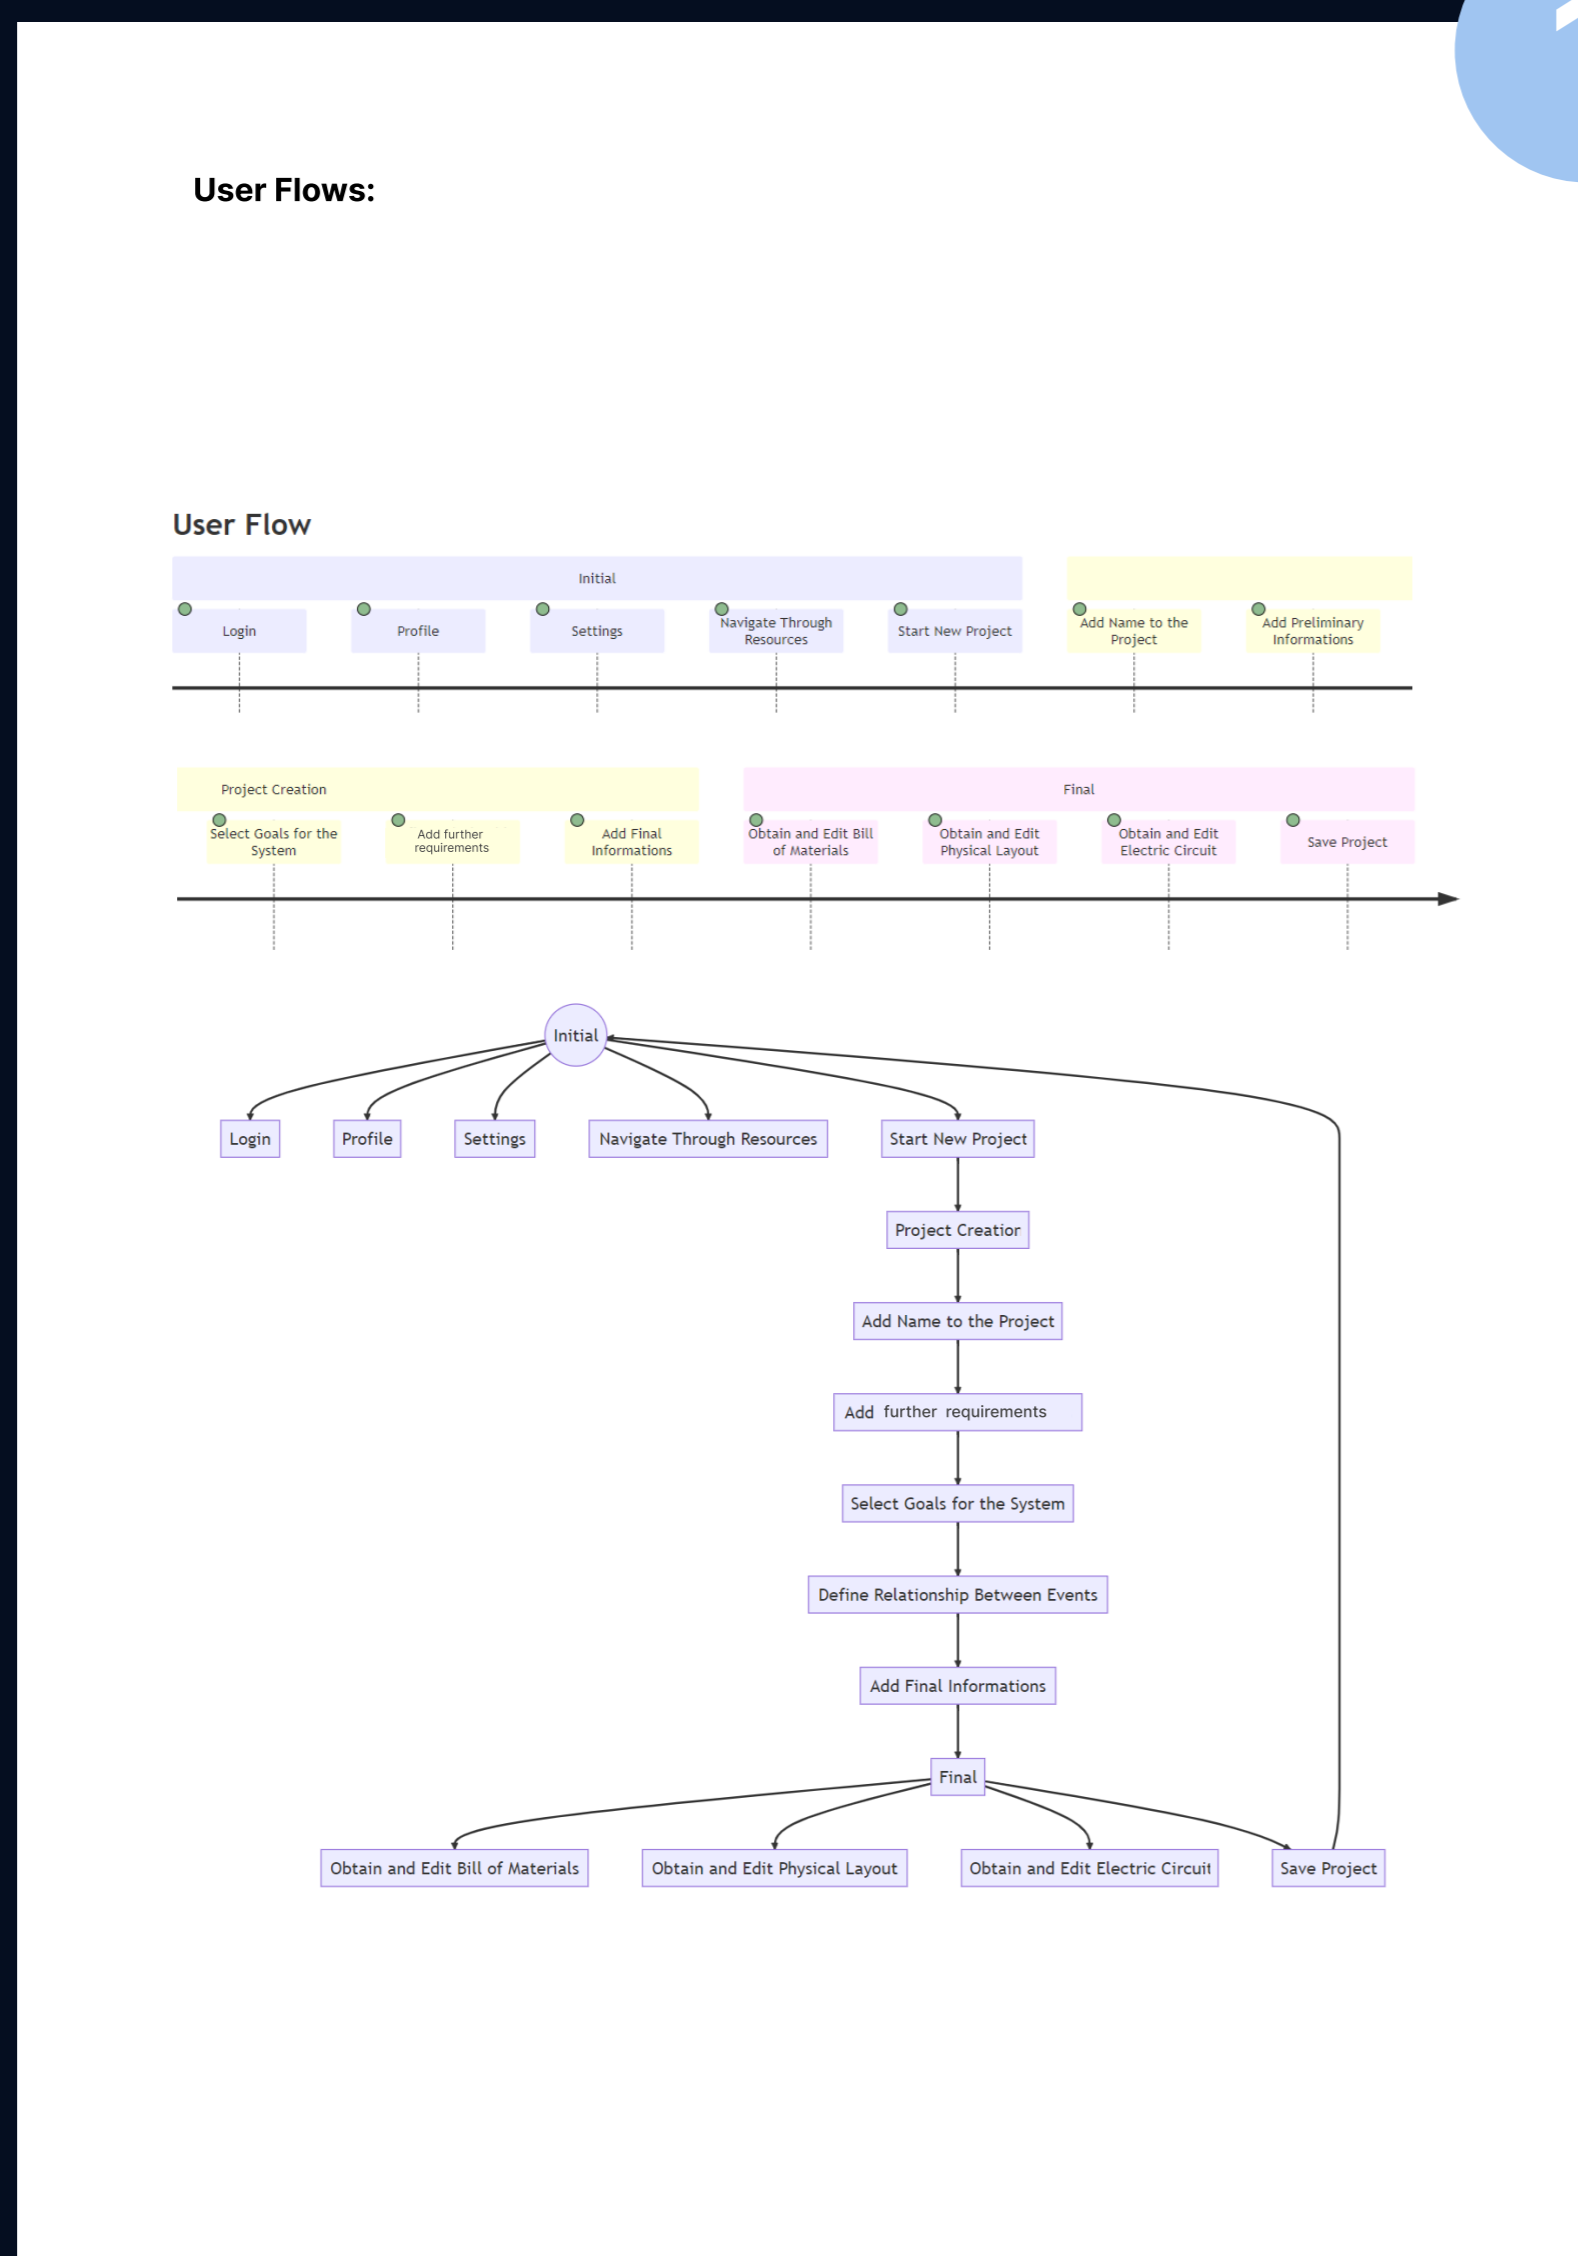 User Flows:
User Flow
Initial
Login
Profile
Settings
Navigate Through
Resources
Start New Project
Add Name to the
Project
Add Preliminary
Informations
Project Creation
Final
Select Goals for the
System
Add further
requirements
Add Final
Informations
Obtain and Edit Bill
of Materials
Obtain and Edit
Physical Layout
Obtain and Edit
Electric Circuit
Save Project
Initial
Login
Profile
Settings
Navigate Through Resources
Start New Project
Project Creation
Add Name to the Project
Add further requirements
Select Goals for the System
Define Relationship Between Events
Add Final Informations
Final
Obtain and Edit Bill of Materials
Obtain and Edit Physical Layout
Obtain and Edit Electric Circuit
Save Project